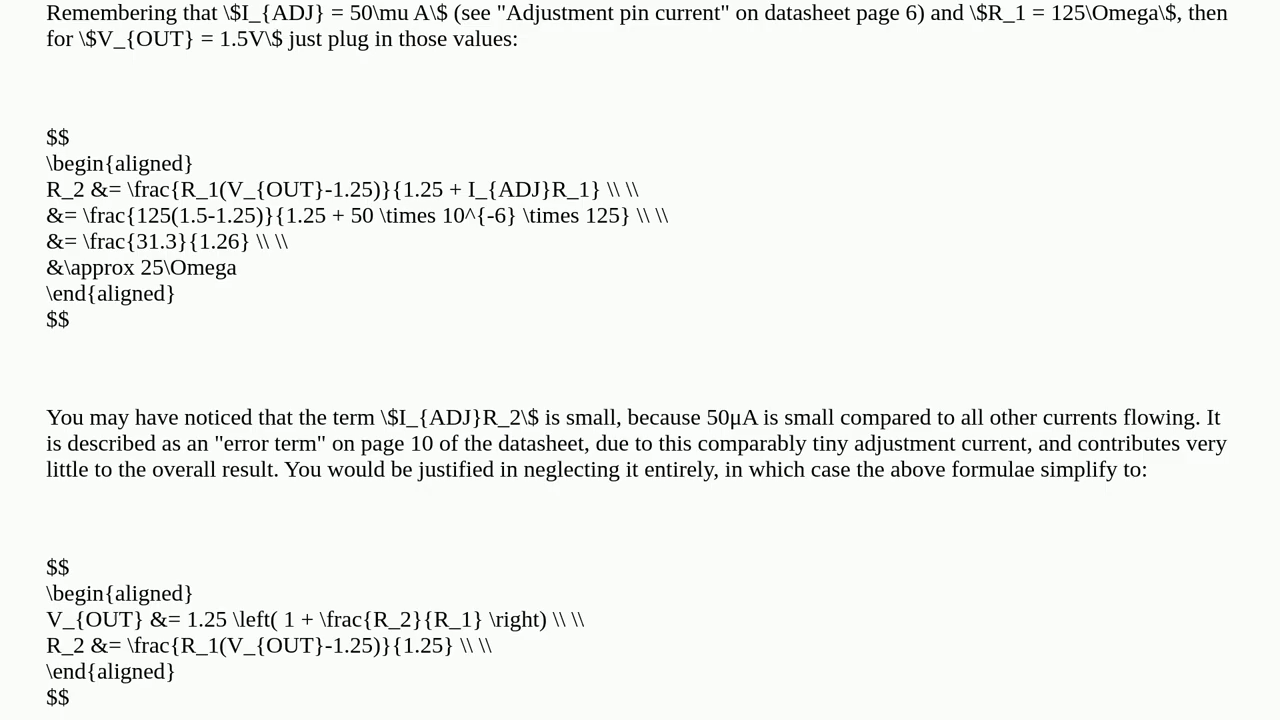 Remembering that \$I_{ADJ} = 50\mu A\$ (see "Adjustment pin current" on datasheet page 6) and \$R_1 = 125\Omega\$, then
for \$V_{OUT} = 1.5V\$ just plug in those values:
$$
\begin{aligned}
R_2 &= \frac{R_1(V_{OUT}-1.25)}{1.25 + I_{ADJ}R_1} \\ \\
&= \frac{125(1.5-1.25)}{1.25 + 50 \times 10^{-6} \times 125} \\ \\
&= \frac{31.3}{1.26} \\ \\
&\approx 25\Omega
\end{aligned}
$$
You may have noticed that the term \$I_{ADJ}R_2\$ is small, because 50μA is small compared to all other currents flowing. It
is described as an "error term" on page 10 of the datasheet, due to this comparably tiny adjustment current, and contributes very
little to the overall result. You would be justified in neglecting it entirely, in which case the above formulae simplify to:
$$
\begin{aligned}
V_{OUT} &= 1.25 \left( 1 + \frac{R_2}{R_1} \right) \\ \\
R_2 &= \frac{R_1(V_{OUT}-1.25)}{1.25} \\ \\
\end{aligned}
$$